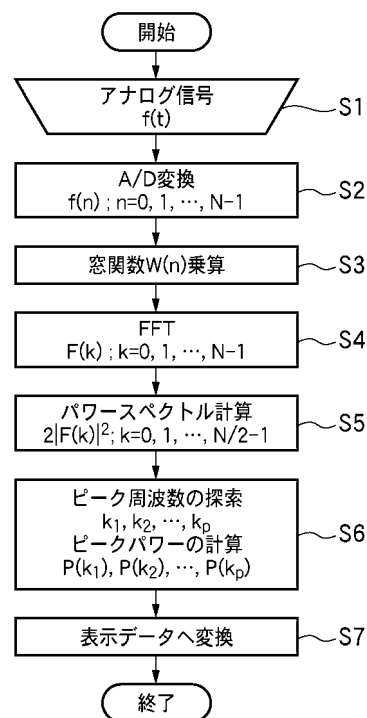 開始
アナログ信号
f(t)
S1
A/D変換
f(n) ; n=0, 1, …, N-1
S2
窓関数W(n)乗算
S3
FFT
F(k) ; k=0, 1, …, N-1
S4
パワースペクトル計算
2|F(k)|²; k=0, 1, …, N/2-1
S5
ピーク周波数の探索
k₁, k₂, …, kₚ
ピークパワーの計算
P(k₁), P(k₂), …, P(kₚ)
S6
表示データへ変換
S7
終了